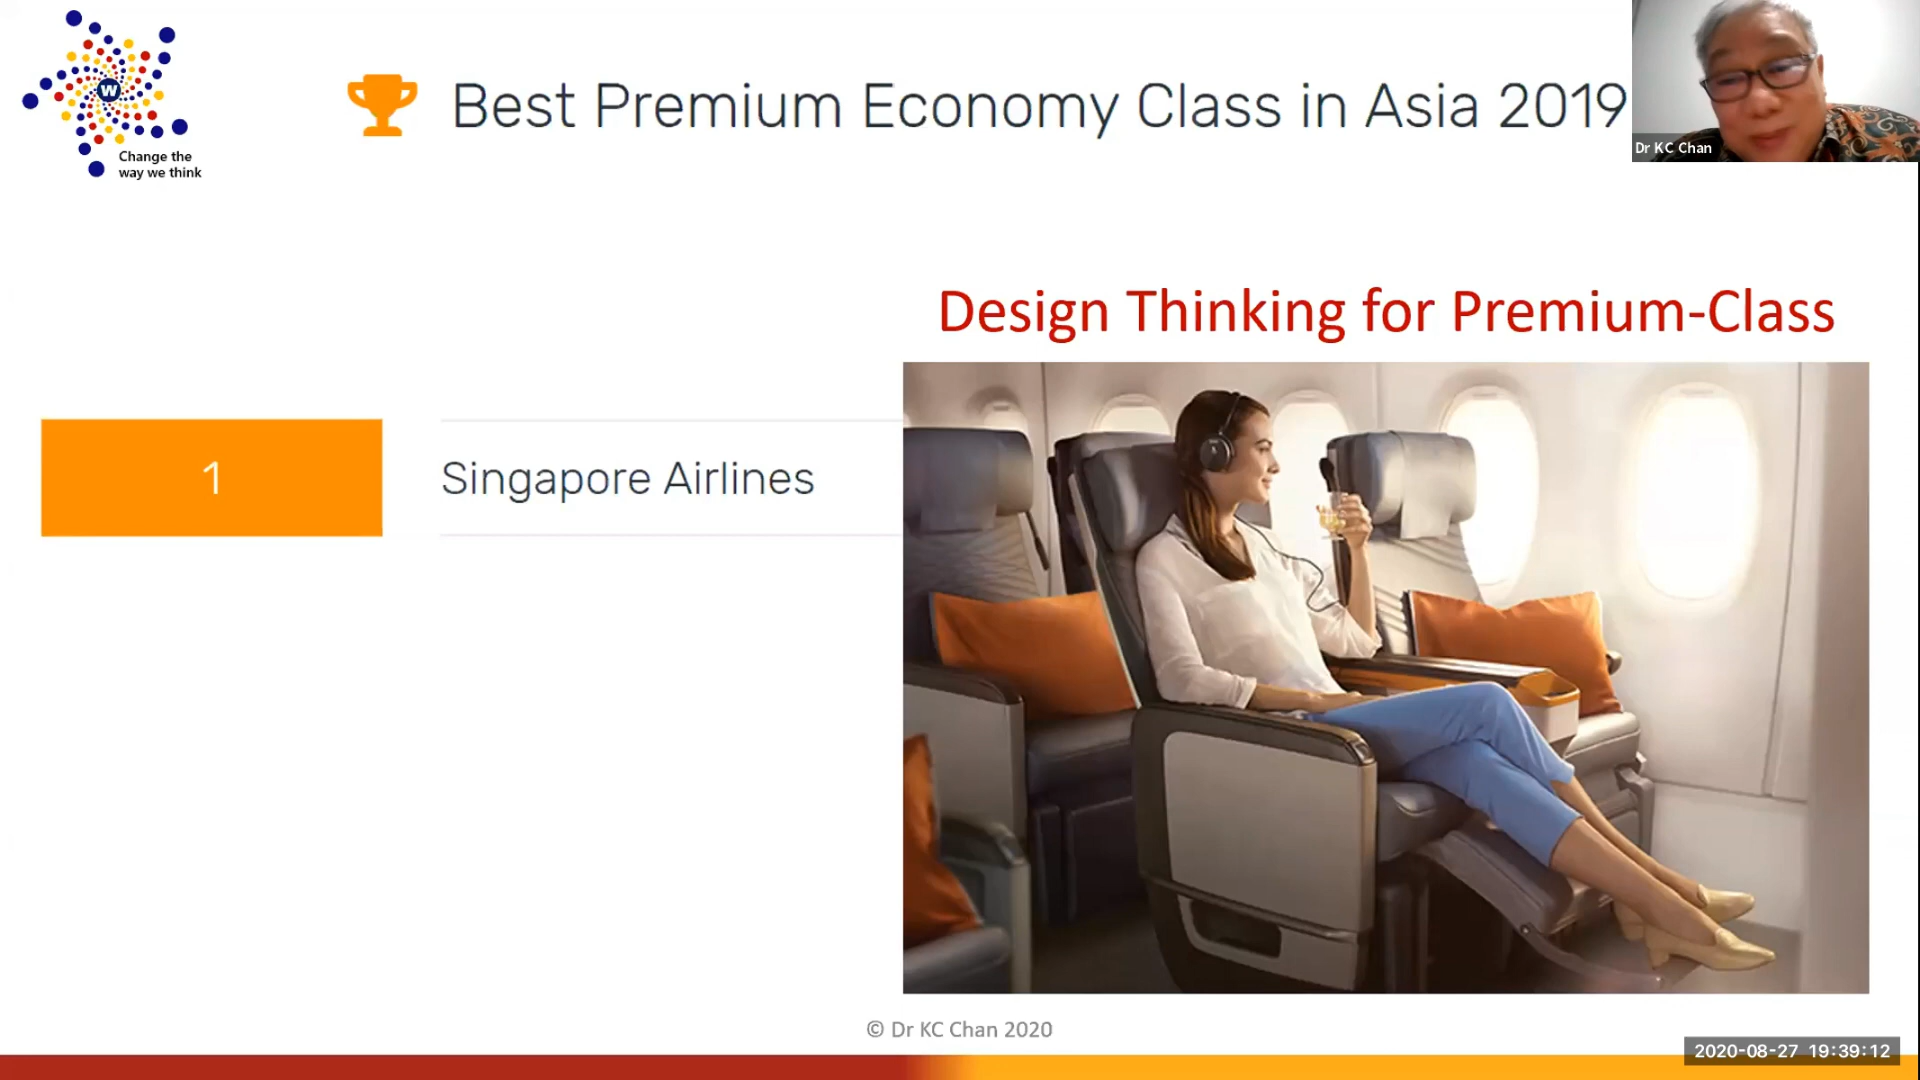 W
Change the
way we think
Best Premium Economy Class in Asia 2019
Dr KC Chan
Design Thinking for Premium-Class
1
Singapore Airlines
© Dr KC Chan 2020
2020-08-27 19:39:12